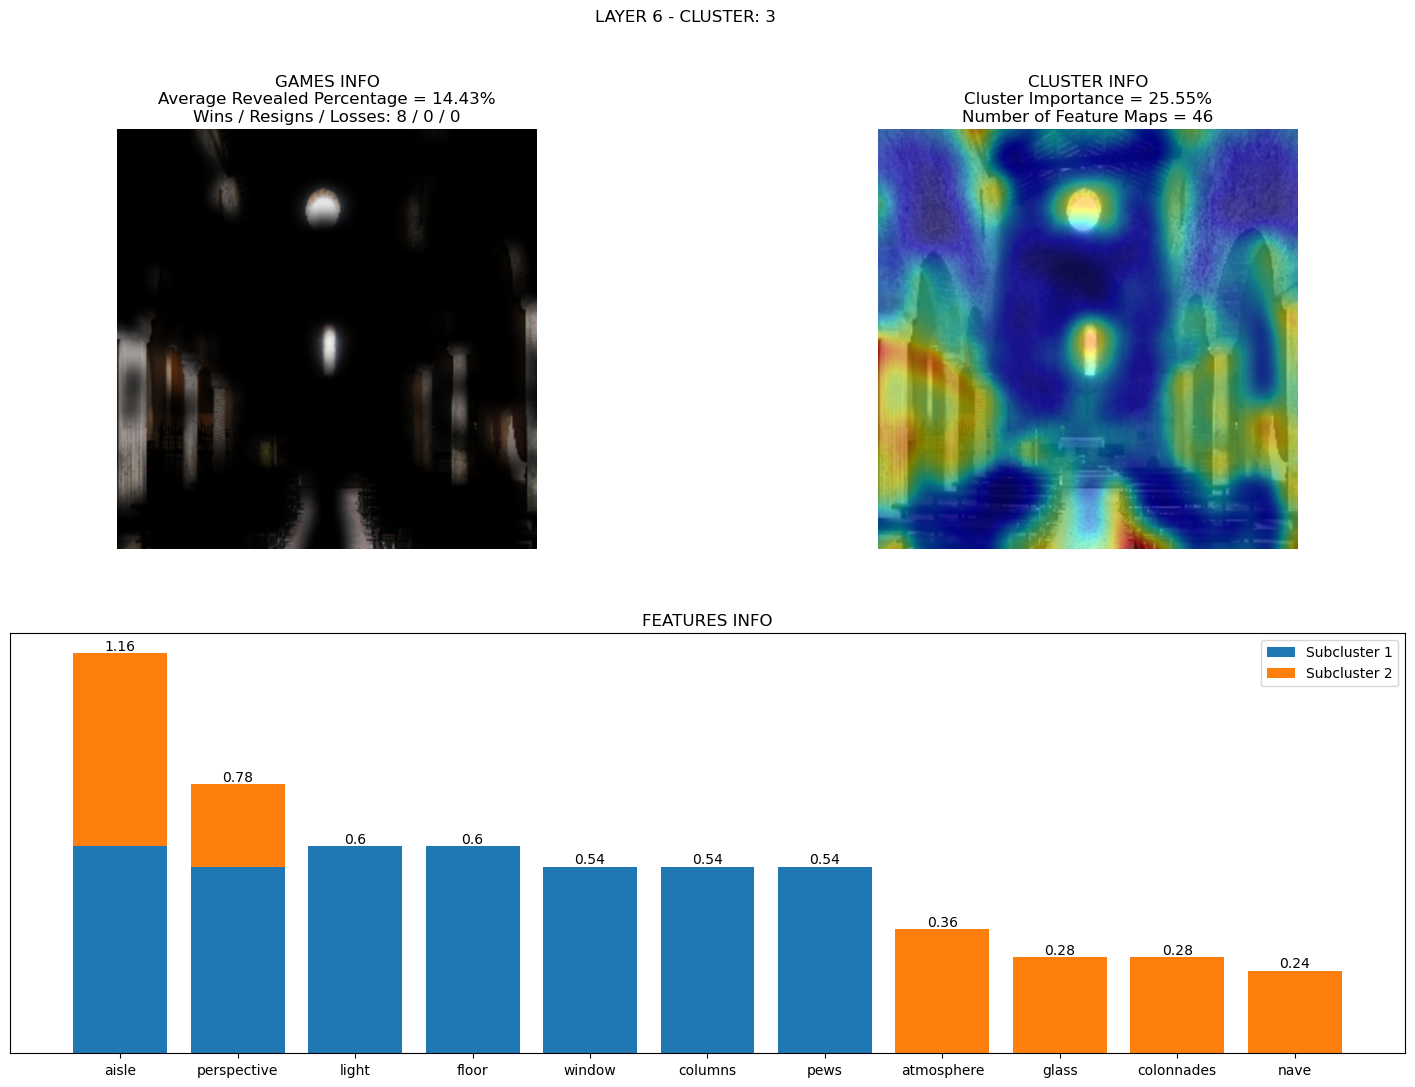 LAYER 6 - CLUSTER: 3
GAMES INFO
Average Revealed Percentage = 14.43%
Wins / Resigns / Losses: 8 / 0 / 0
CLUSTER INFO
Cluster Importance = 25.55%
Number of Feature Maps = 46
FEATURES INFO
Subcluster 1
Subcluster 2
1.16
0.78
0.6
0.6
0.54
0.54
0.54
0.36
0.28
0.28
0.24
aisle
perspective
light
floor
window
columns
pews
atmosphere
glass
colonnades
nave